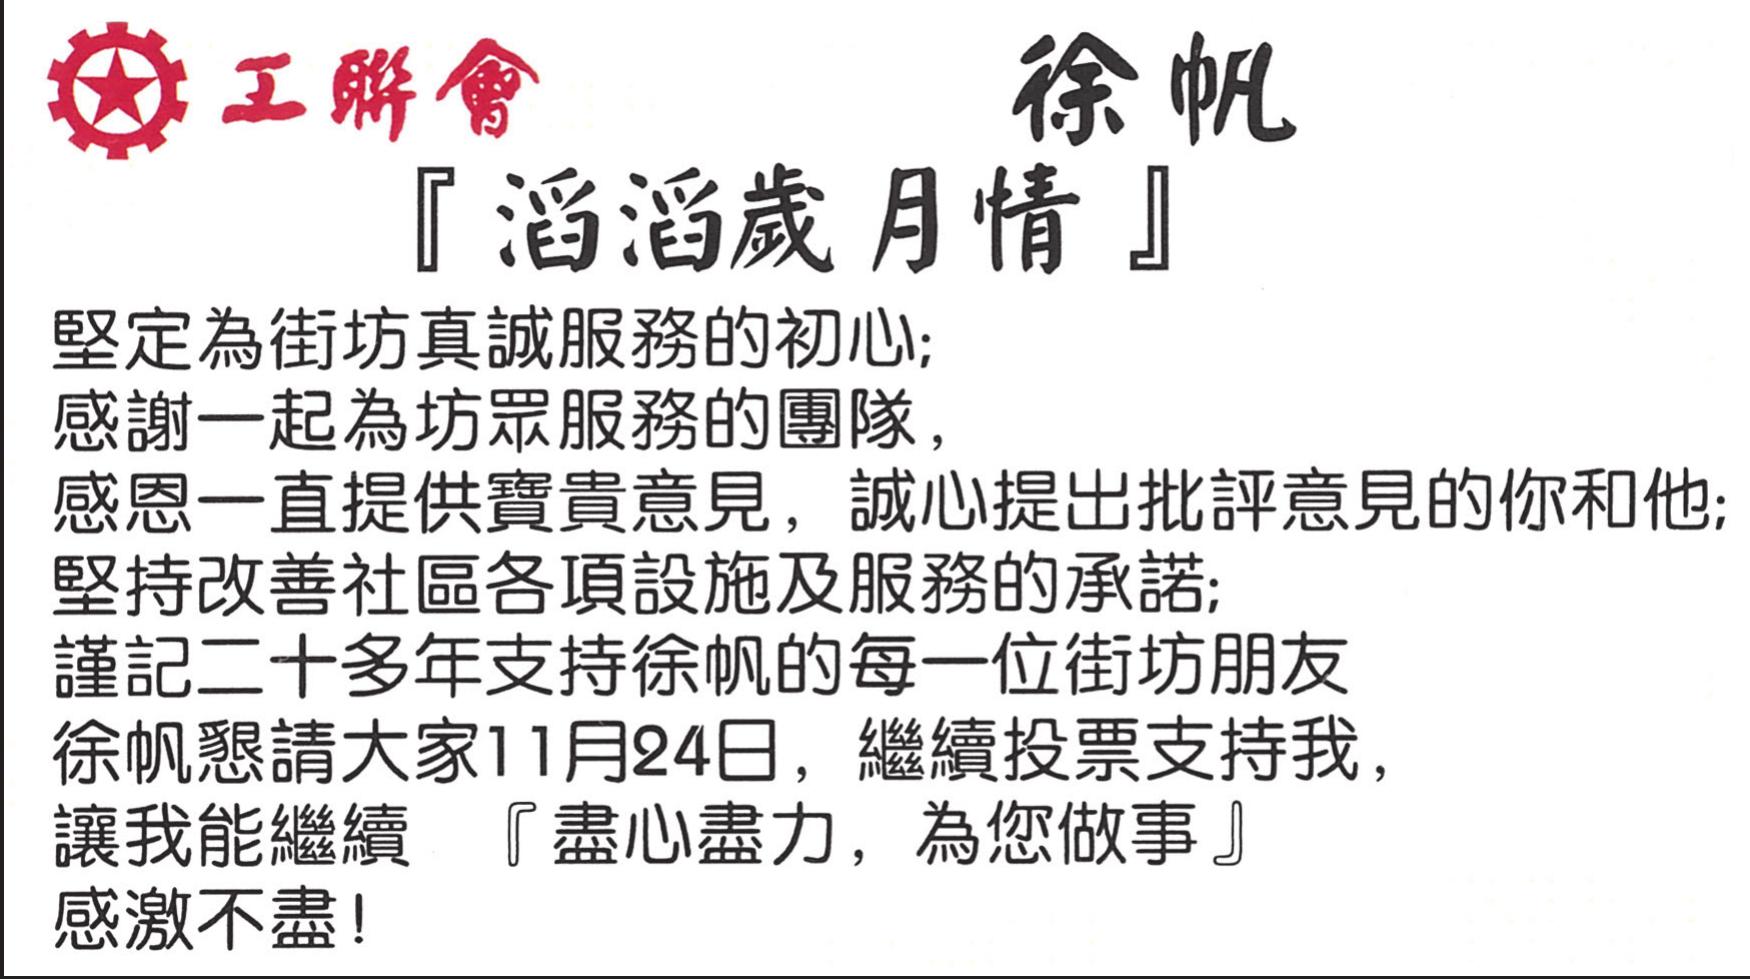 工聯會 徐帆
『滔滔歲月情』
堅定為街坊真誠服務的初心;
感謝一起為坊眾服務的團隊,
感恩一直提供寶貴意見,誠心提出批評意見的你和他;
堅持改善社區各項設施及服務的承諾;
謹記二十多年支持徐帆的每一位街坊朋友
徐帆懇請大家11月24日,繼續投票支持我,
讓我能繼續 『盡心盡力,為您做事』
感激不盡!